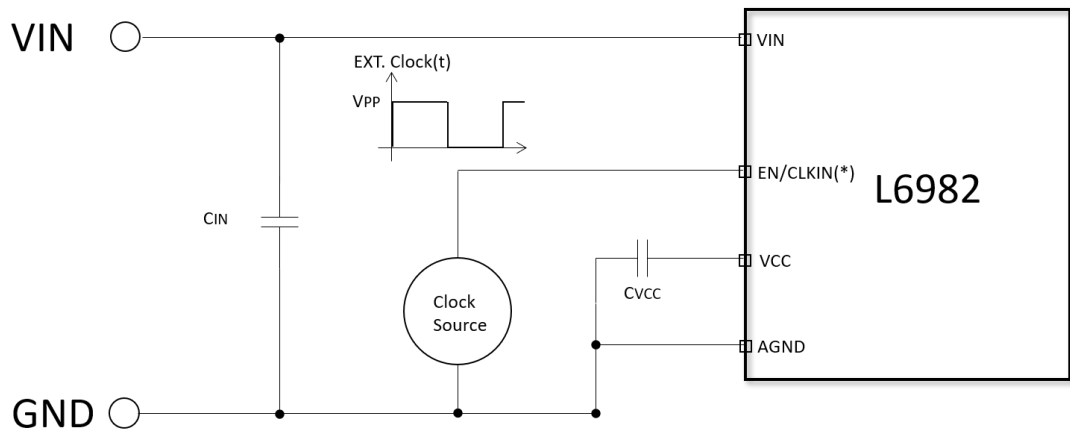 VIN
EXT. Clock(t)
VPP
VIN
EN/CLKIN(*)
L6982
CIN
Clock
Source
CVCC
VCC
AGND
GND